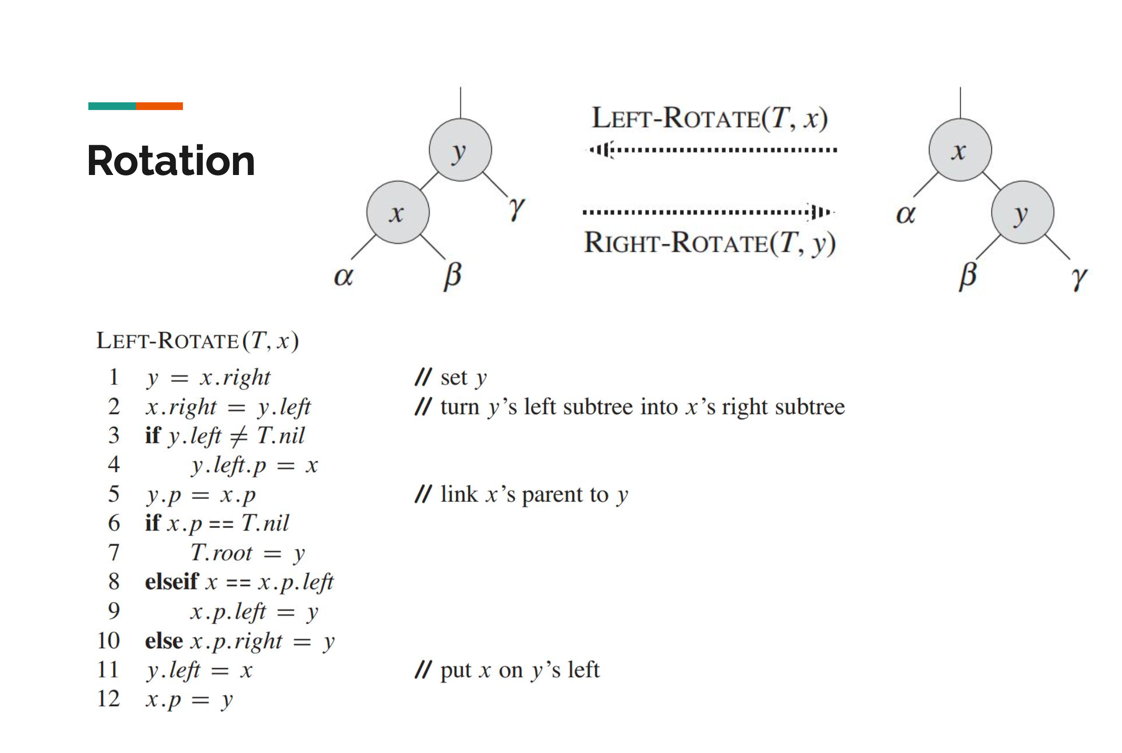 Rotation
y
x
γ
α
β
LEFT-ROTATE(T, x)
RIGHT-ROTATE(T, y)
x
α
y
β
γ
LEFT-ROTATE(T, x)
1 y = x.right // set y
2 x.right = y.left // turn y's left subtree into x's right subtree
3 if y.left ≠ T.nil
4 y.left.p = x
5 y.p = x.p // link x's parent to y
6 if x.p == T.nil
7 T.root = y
8 elseif x == x.p.left
9 x.p.left = y
10 else x.p.right = y
11 y.left = x // put x on y's left
12 x.p = y